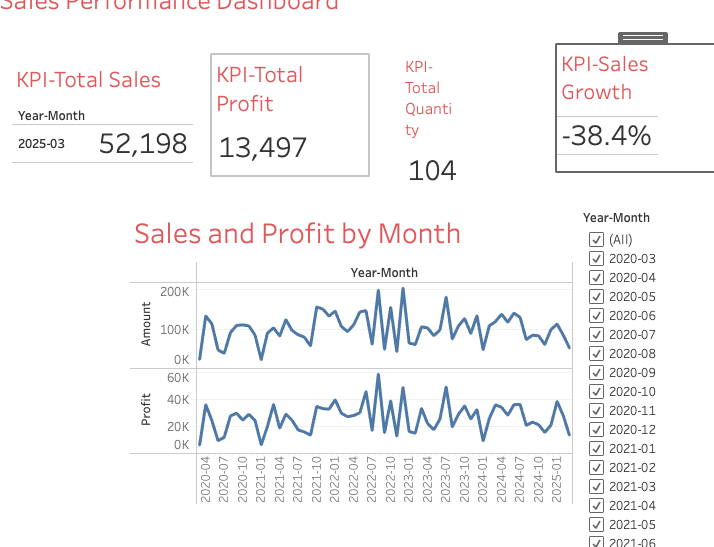 Sales Performance Dashboard
KPI-Total Sales
Year-Month
2025-03
52,198
KPI-Total
Profit
13,497
KPI-
Total
Quanti
ty
104
KPI-Sales
Growth
-38.4%
Sales and Profit by Month
Year-Month
Amount
200K
100K
0K
Profit
60K
40K
20K
0K
2020-04
2020-07
2020-10
2021-01
2021-04
2021-07
2021-10
2022-01
2022-04
2022-07
2022-10
2023-01
2023-04
2023-07
2023-10
2024-01
2024-04
2024-07
2024-10
2025-01
Year-Month
(All)
2020-03
2020-04
2020-05
2020-06
2020-07
2020-08
2020-09
2020-10
2020-11
2020-12
2021-01
2021-02
2021-03
2021-04
2021-05
2021-06